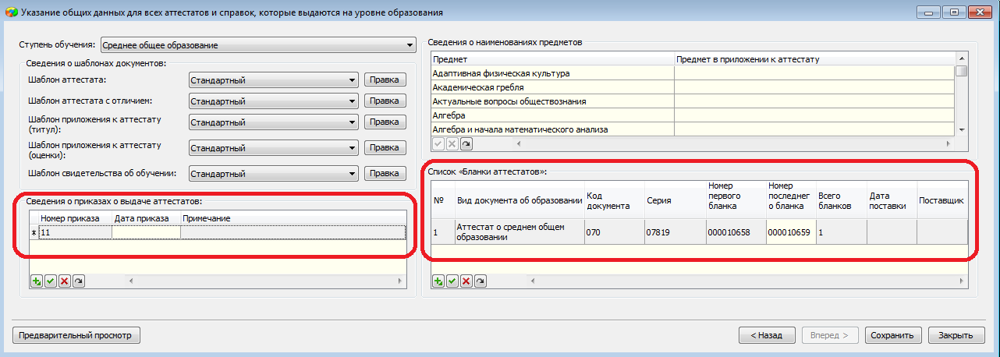 Указание общих данных для всех аттестатов и справок, которые выдаются на уровне образования
Ступень обучения: Среднее общее образование
Сведения о шаблонах документов:
Шаблон аттестата: Стандартный Правка
Шаблон аттестата с отличием: Стандартный Правка
Шаблон приложения к аттестату
(титул): Стандартный Правка
Шаблон приложения к аттестату
(оценки): Стандартный Правка
Шаблон свидетельства об обучении: Стандартный Правка
Сведения о приказах о выдаче аттестатов:
Номер приказа Дата приказа Примечание
* 11
Сведения о наименованиях предметов
Предмет Предмет в приложении к аттестату
Адаптивная физическая культура
Академическая гребля
Актуальные вопросы обществознания
Алгебра
Алгебра и начала математического анализа
Список «Бланки аттестатов»:
№ Вид документа об образовании Код
документа Серия Номер
первого
бланка Номер
последнег
о бланка Всего
бланков Дата
поставки Поставщик
1 Аттестат о среднем общем
образовании 070 07819 000010658 000010659 1
Предварительный просмотр < Назад Вперед > Сохранить Закрыть